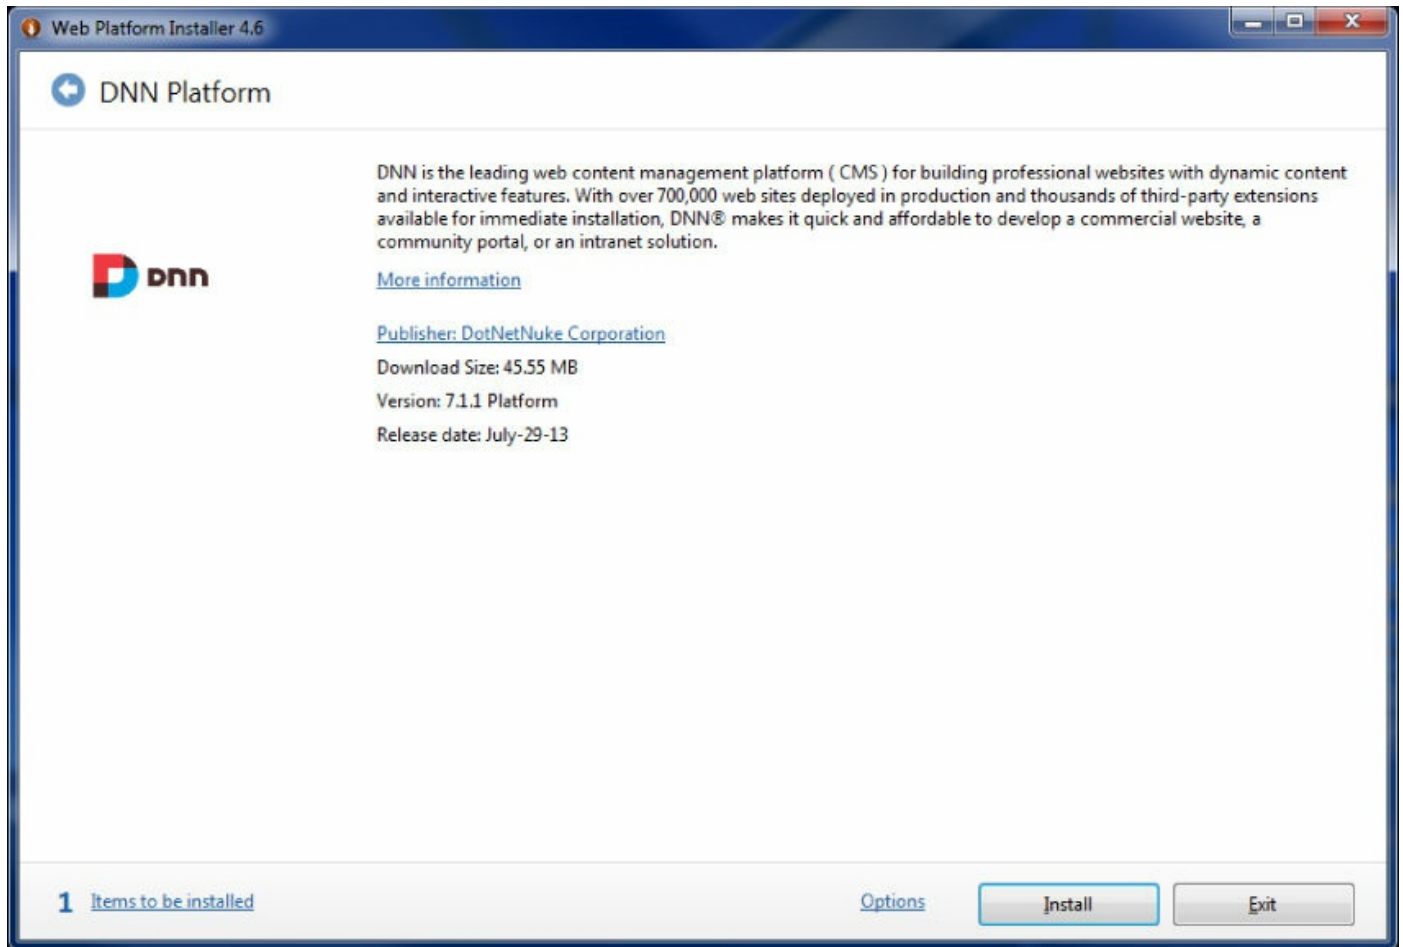 Web Platform Installer 4.6
DNN Platform
DNN is the leading web content management platform ( CMS ) for building professional websites with dynamic content
and interactive features. With over 700,000 web sites deployed in production and thousands of third-party extensions
available for immediate installation, DNN® makes it quick and affordable to develop a commercial website, a
community portal, or an intranet solution.
DNN
More information
Publisher: DotNetNuke Corporation
Download Size: 45.55 MB
Version: 7.1.1 Platform
Release date: July-29-13
1 Items to be installed
Options
Install
Exit